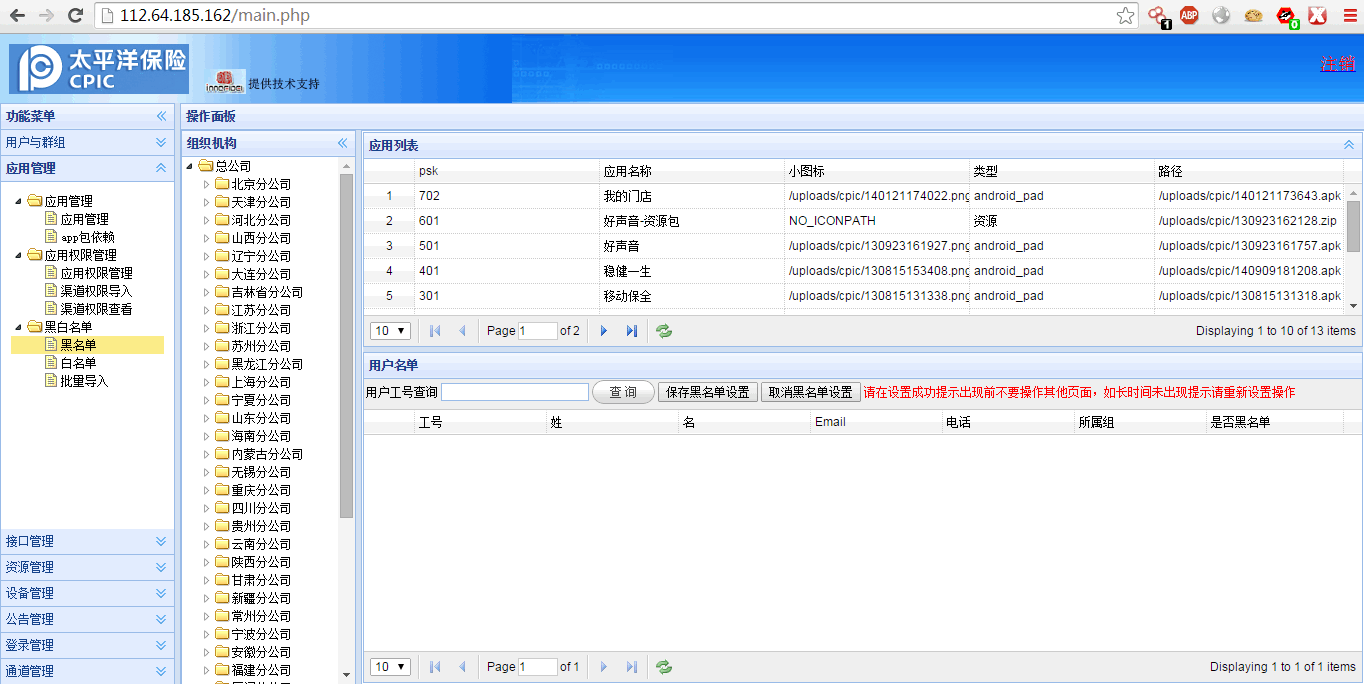 112.64.185.162/main.php
1
ABP
0
太平洋保险
CPIC
提供技术支持
注销
功能菜单
用户与群组
应用管理
应用管理
应用管理
app包依赖
应用权限管理
应用权限管理
渠道权限导入
渠道权限查看
黑白名单
黑名单
白名单
批量导入
接口管理
资源管理
设备管理
公告管理
登录管理
通道管理
操作面板
组织机构
总公司
北京分公司
天津分公司
河北分公司
山西分公司
辽宁分公司
大连分公司
吉林省分公司
江苏分公司
浙江分公司
苏州分公司
黑龙江分公司
上海分公司
宁夏分公司
山东分公司
海南分公司
内蒙古分公司
无锡分公司
重庆分公司
四川分公司
贵州分公司
云南分公司
陕西分公司
甘肃分公司
新疆分公司
常州分公司
宁波分公司
安徽分公司
福建分公司
应用列表
psk 应用名称 小图标 类型 路径
1 702 我的门店 /uploads/cpic/140121174022.png android_pad /uploads/cpic/140121173643.apk
2 601 好声音-资源包 NO_ICONPATH 资源 /uploads/cpic/130923162128.zip
3 501 好声音 /uploads/cpic/130923161927.png android_pad /uploads/cpic/130923161757.apk
4 401 稳健一生 /uploads/cpic/130815153408.png android_pad /uploads/cpic/140909181208.apk
5 301 移动保全 /uploads/cpic/130815131338.png android_pad /uploads/cpic/130815131318.apk
10 Page 1 of 2 Displaying 1 to 10 of 13 items
用户名单
用户工号查询 查 询 保存黑名单设置 取消黑名单设置 请在设置成功提示出现前不要操作其他页面，如长时间未出现提示请重新设置操作
工号 姓 名 Email 电话 所属组 是否黑名单
10 Page 1 of 1 Displaying 1 to 1 of 1 items